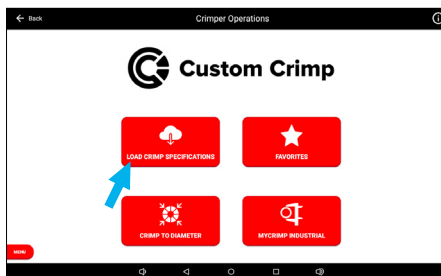 Back
Crimper Operations
Custom Crimp
LOAD CRIMP SPECIFICATIONS
FAVORITES
CRIMP TO DIAMETER
MYCRIMP INDUSTRIAL
MENU